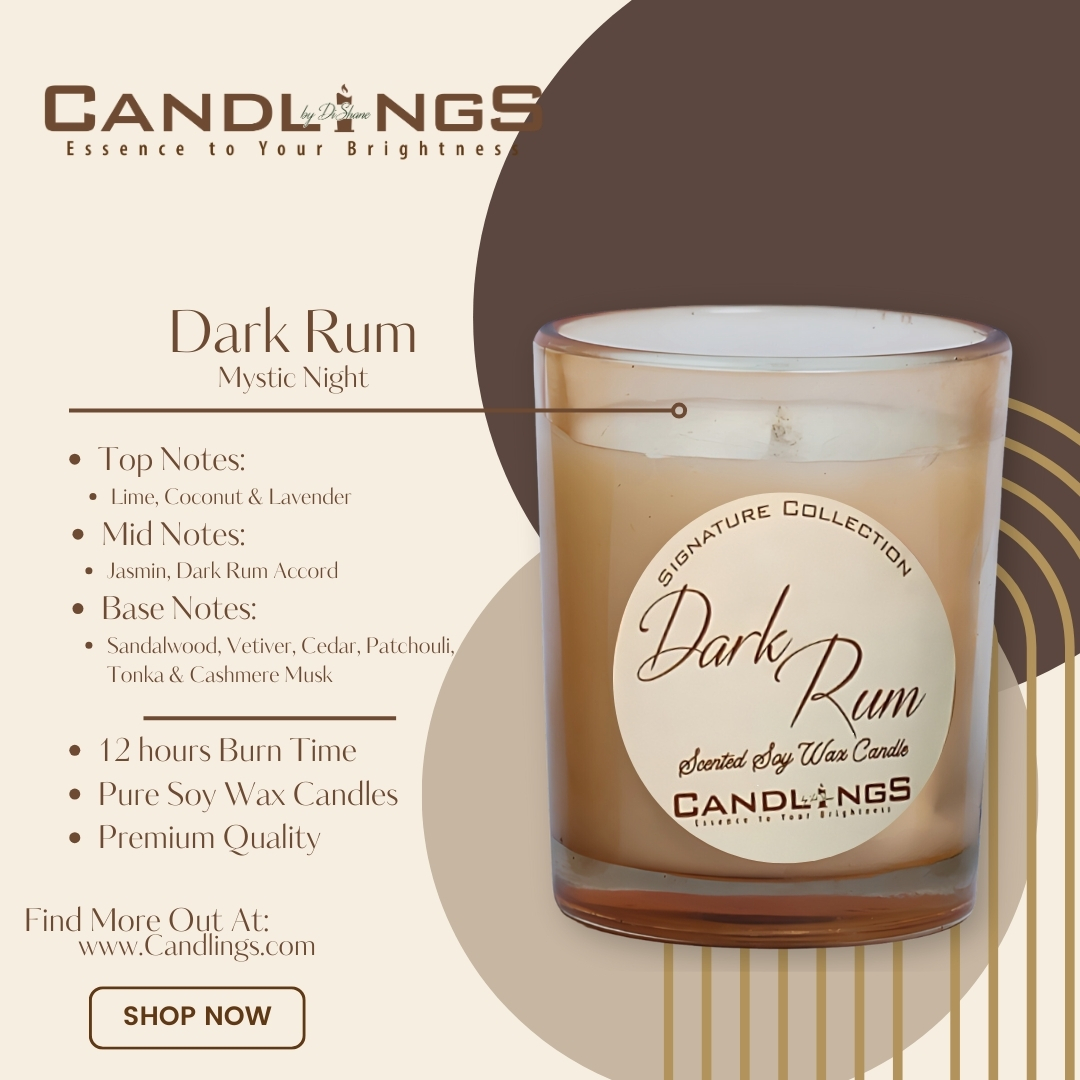 CANDLINGS
by DiShane
Essence to Your Brightness
Dark Rum
Mystic Night
Top Notes:
Lime, Coconut & Lavender
Mid Notes:
Jasmin, Dark Rum Accord
Base Notes:
Sandalwood, Vetiver, Cedar, Patchouli,
Tonka & Cashmere Musk
12 hours Burn Time
Pure Soy Wax Candles
Premium Quality
Find More Out At:
www.Candlings.com
SHOP NOW
SIGNATURE COLLECTION
Dark
Rum
Scented Soy Wax Candle
CANDLINGS
Essence to Your Brightness